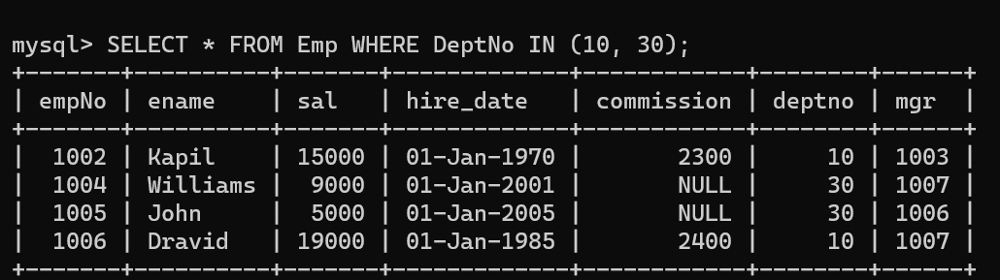 mysql> SELECT * FROM Emp WHERE DeptNo IN (10, 30);
+-------+----------+-------+-------------+------------+--------+------+
| empNo | ename    | sal   | hire_date   | commission | deptno | mgr  |
+-------+----------+-------+-------------+------------+--------+------+
|  1002 | Kapil    | 15000 | 01-Jan-1970 |       2300 |     10 | 1003 |
|  1004 | Williams |  9000 | 01-Jan-2001 |       NULL |     30 | 1007 |
|  1005 | John     |  5000 | 01-Jan-2005 |       NULL |     30 | 1006 |
|  1006 | Dravid   | 19000 | 01-Jan-1985 |       2400 |     10 | 1007 |
+-------+----------+-------+-------------+------------+--------+------+